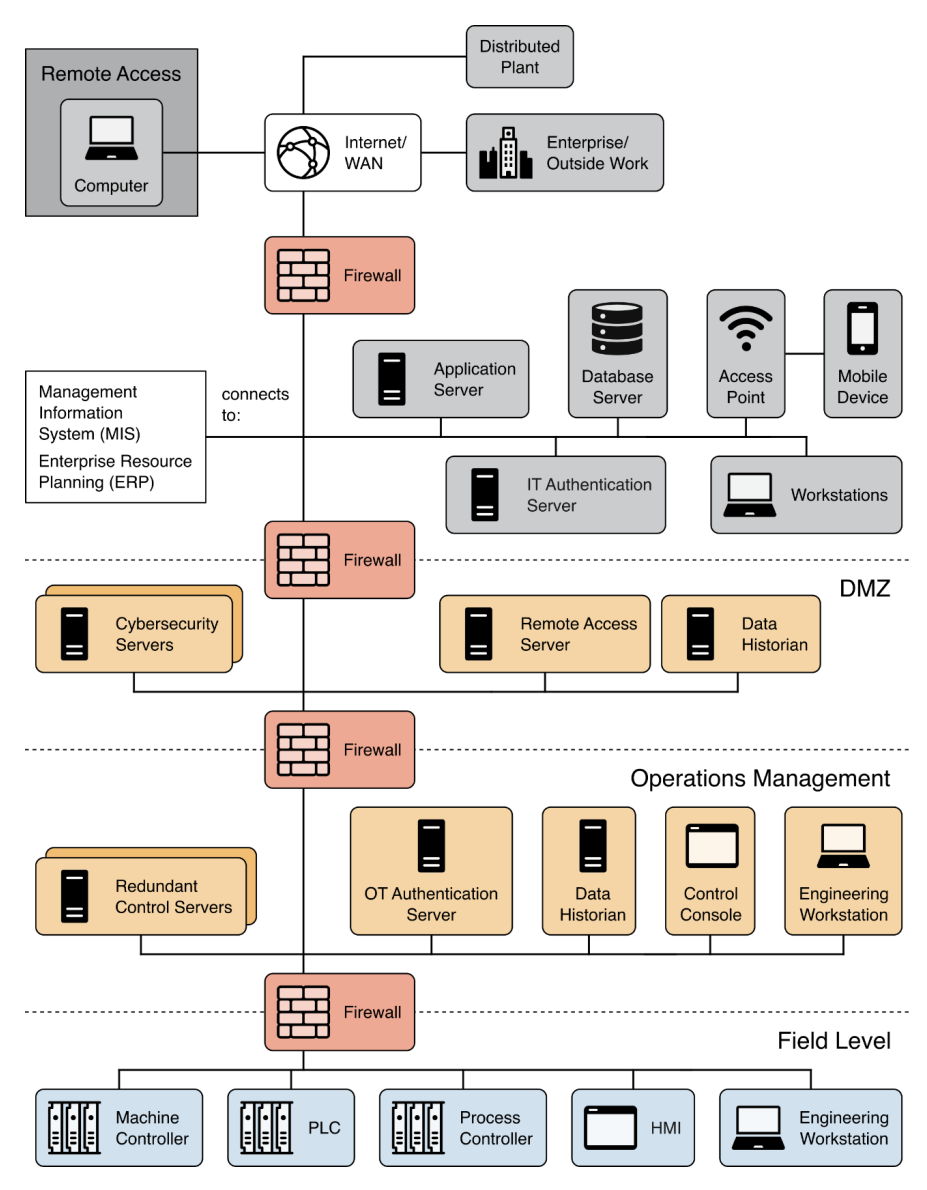 Distributed
Plant
Remote Access
Computer
Internet/
WAN
Enterprise/
Outside Work
Firewall
Application
Server
Database
Server
Access
Point
Mobile
Device
Management
Information
System (MIS)
Enterprise Resource
Planning (ERP)
connects
to:
IT Authentication
Server
Workstations
Firewall
DMZ
Cybersecurity
Servers
Remote Access
Server
Data
Historian
Firewall
Operations Management
Redundant
Control Servers
OT Authentication
Server
Data
Historian
Control
Console
Engineering
Workstation
Firewall
Field Level
Machine
Controller
PLC
Process
Controller
HMI
Engineering
Workstation